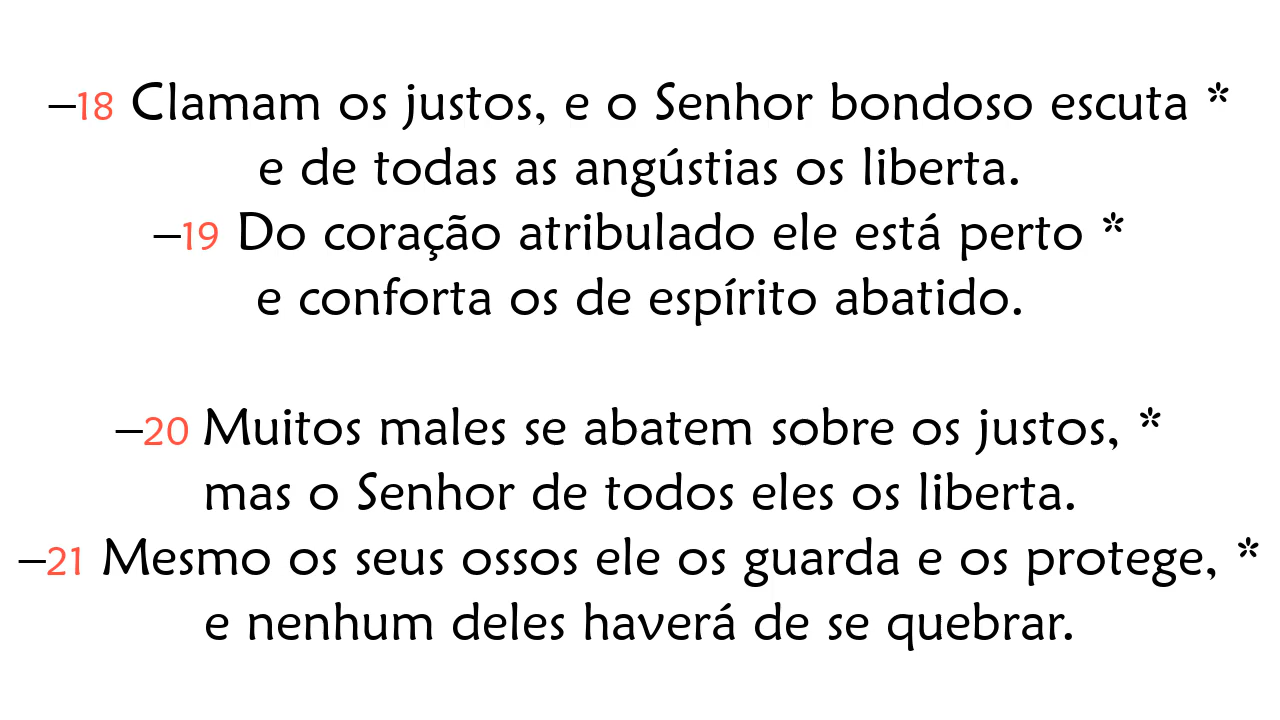 –18 Clamam os justos, e o Senhor bondoso escuta *
e de todas as angústias os liberta.
–19 Do coração atribulado ele está perto *
e conforta os de espírito abatido.
–20 Muitos males se abatem sobre os justos, *
mas o Senhor de todos eles os liberta.
–21 Mesmo os seus ossos ele os guarda e os protege, *
e nenhum deles haverá de se quebrar.